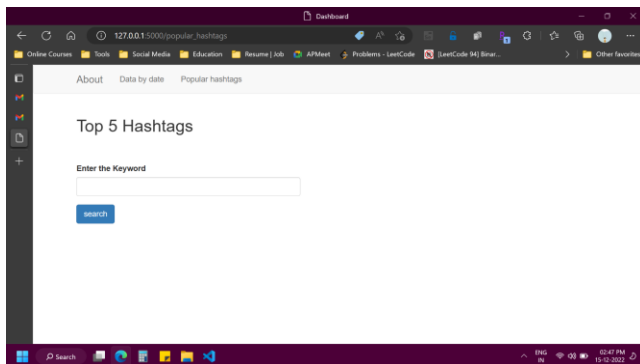 Dashboard
127.0.0.1:5000/popular_hashtags
Online Courses Tools Social Media Education Resume | Job APMeet Problems - LeetCode [LeetCode 94] Binar... Other favorites
About Data by date Popular hashtags
Top 5 Hashtags
Enter the Keyword
search
Search ENG 02:47 PM
IN 15-12-2022